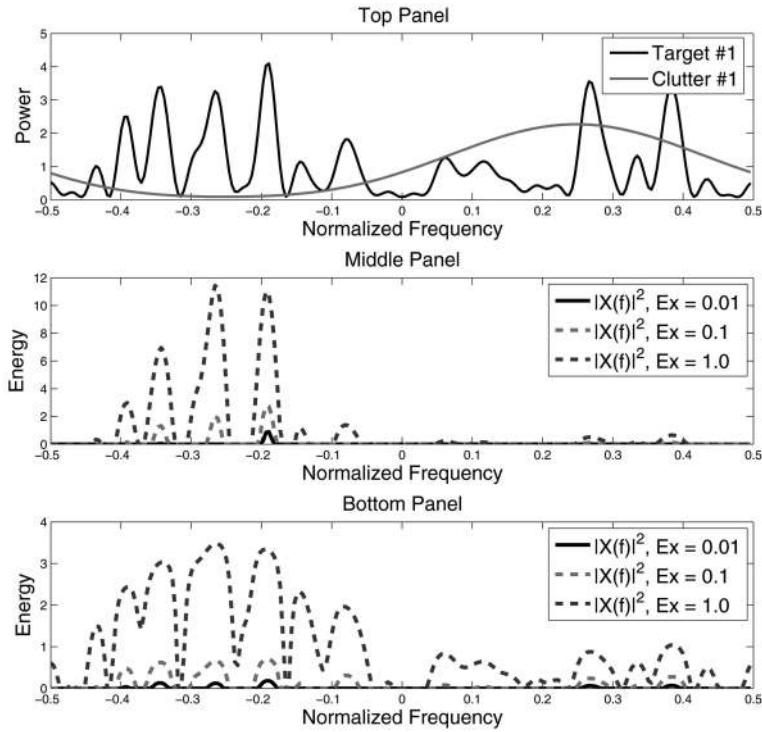 Top Panel
Power
5
4
3
2
1
0
Target #1
Clutter #1
−0.5 −0.4 −0.3 −0.2 −0.1 0 0.1 0.2 0.3 0.4 0.5
Normalized Frequency
Middle Panel
Energy
12
10
8
6
4
2
0
|X(f)|², Ex = 0.01
|X(f)|², Ex = 0.1
|X(f)|², Ex = 1.0
−0.5 −0.4 −0.3 −0.2 −0.1 0 0.1 0.2 0.3 0.4 0.5
Normalized Frequency
Bottom Panel
Energy
4
3
2
1
0
|X(f)|², Ex = 0.01
|X(f)|², Ex = 0.1
|X(f)|², Ex = 1.0
−0.5 −0.4 −0.3 −0.2 −0.1 0 0.1 0.2 0.3 0.4 0.5
Normalized Frequency